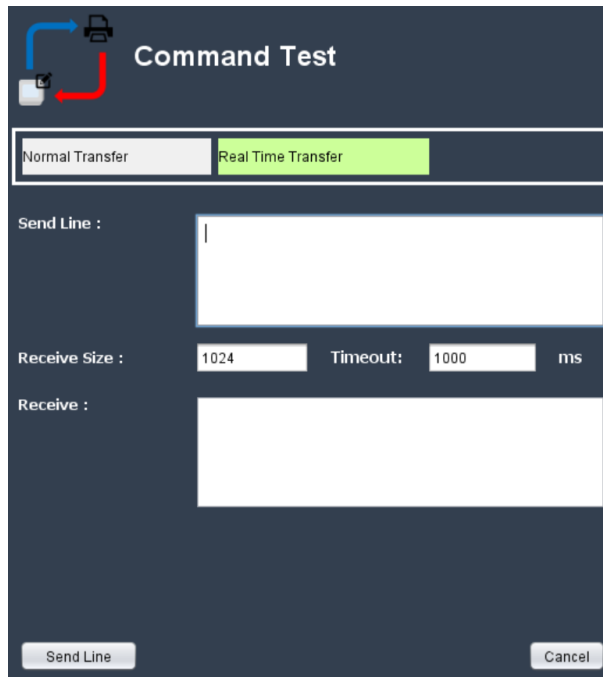 Command Test
Normal Transfer Real Time Transfer
Send Line :
Receive Size : 1024 Timeout: 1000 ms
Receive :
Send Line Cancel